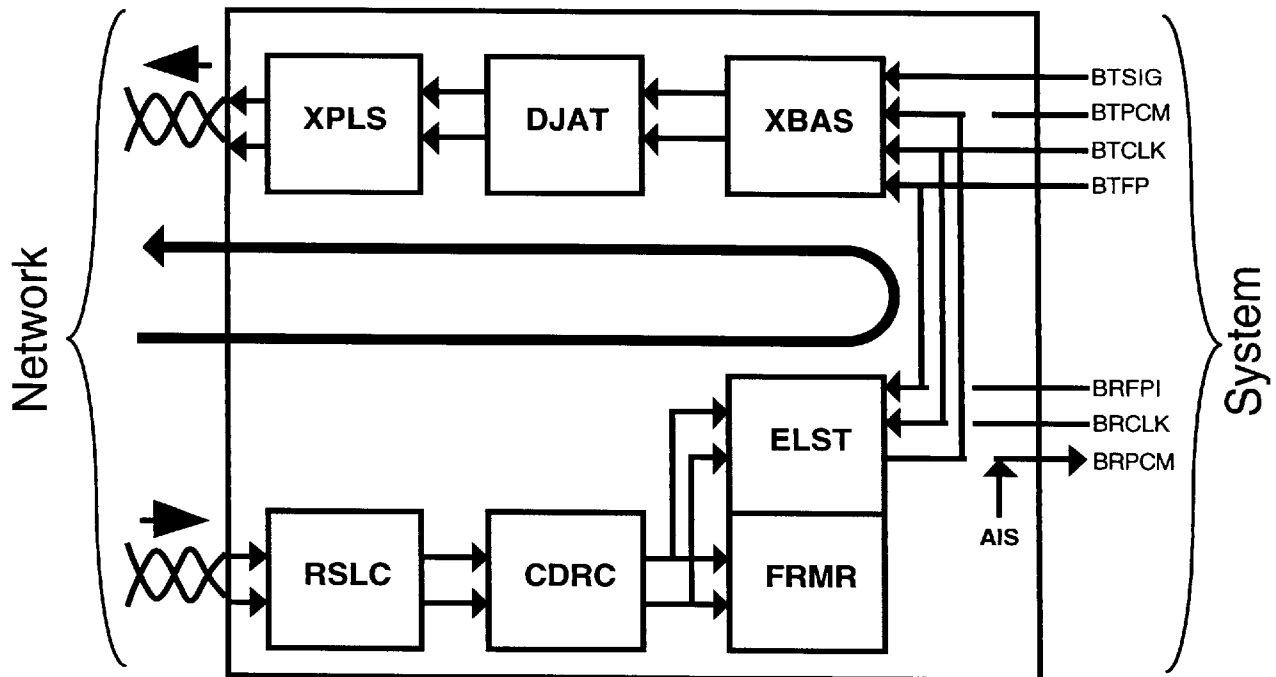 Network
XPLS
DJAT
XBAS
BTSIG
BTPCM
BTCLK
BTFP
System
ELST
BRFPI
BRCLK
BRPCM
AIS
RSLC
CDRC
FRMR